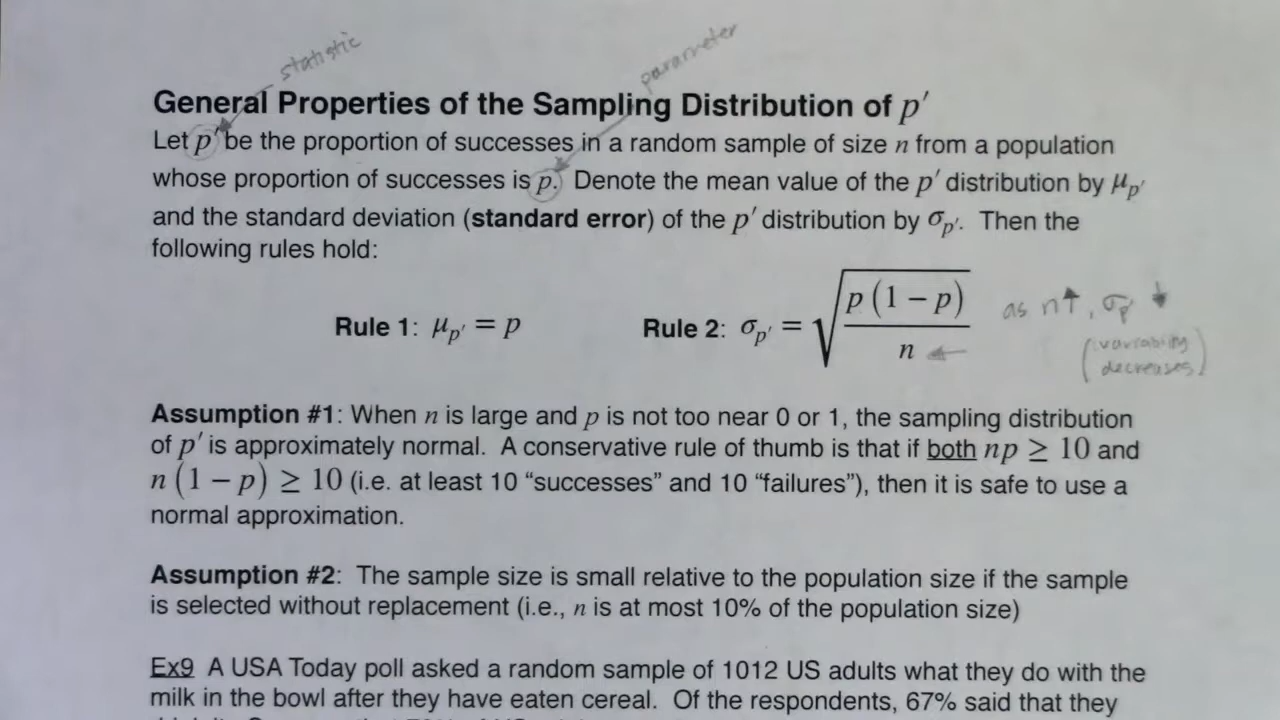 statistic
parameter
General Properties of the Sampling Distribution of p′
Let p′ be the proportion of successes in a random sample of size n from a population
whose proportion of successes is p. Denote the mean value of the p′ distribution by μp′
and the standard deviation (standard error) of the p′ distribution by σp′. Then the
following rules hold:
Rule 1: μp′ = p
Rule 2: σp′ = √(p(1 − p)/n)
as n↑, σp′ ↓
(variability
decreases)
Assumption #1: When n is large and p is not too near 0 or 1, the sampling distribution
of p′ is approximately normal. A conservative rule of thumb is that if both np ≥ 10 and
n(1 − p) ≥ 10 (i.e. at least 10 “successes” and 10 “failures”), then it is safe to use a
normal approximation.
Assumption #2: The sample size is small relative to the population size if the sample
is selected without replacement (i.e., n is at most 10% of the population size)
Ex9 A USA Today poll asked a random sample of 1012 US adults what they do with the
milk in the bowl after they have eaten cereal. Of the respondents, 67% said that they